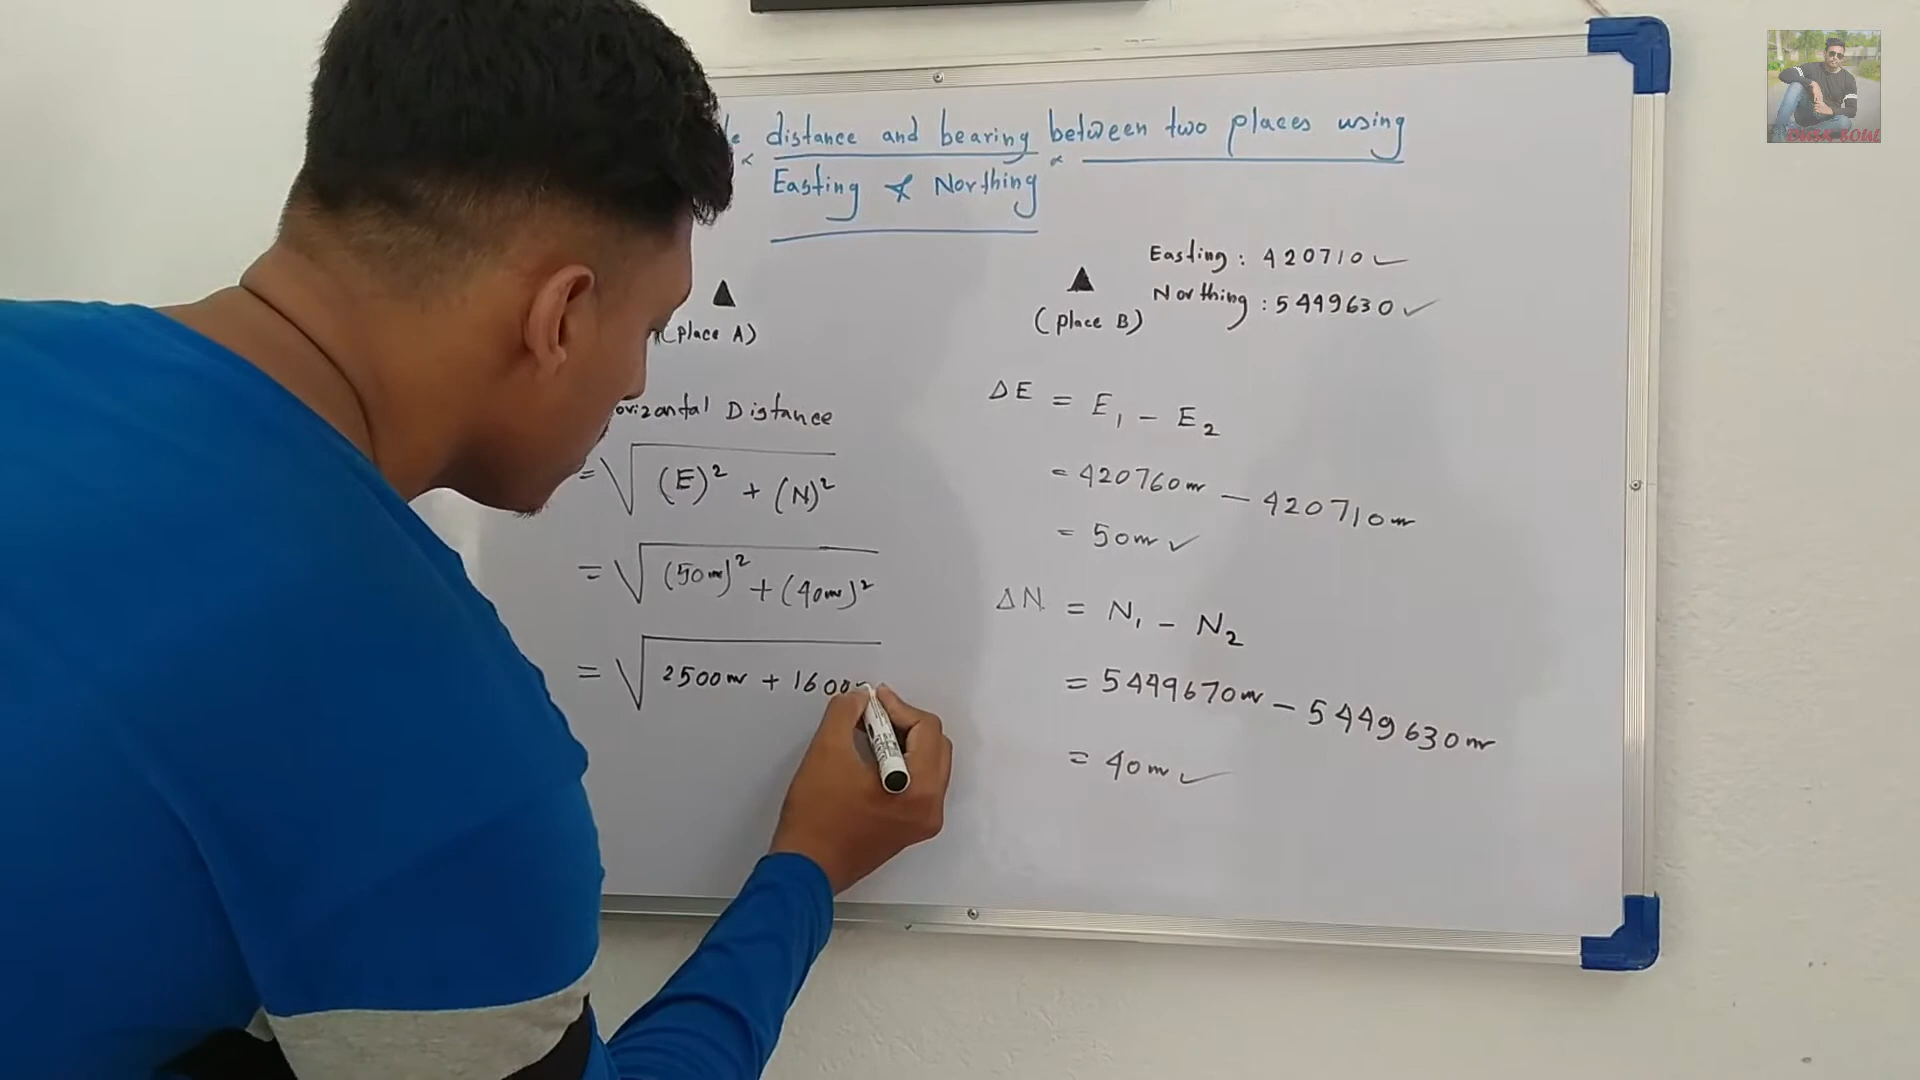 distance and bearing between two places using
Easting & Northing
Easting : 420710 ✓
Northing : 5449630 ✓
(place A)
(place B)
Distance
= √(E)² + (N)²
= √(50m)² + (40m)²
= √2500m + 1600
ΔE = E₁ - E₂
= 420760m - 420710m
= 50m ✓
ΔN = N₁ - N₂
= 5449670m - 5449630m
= 40m ✓